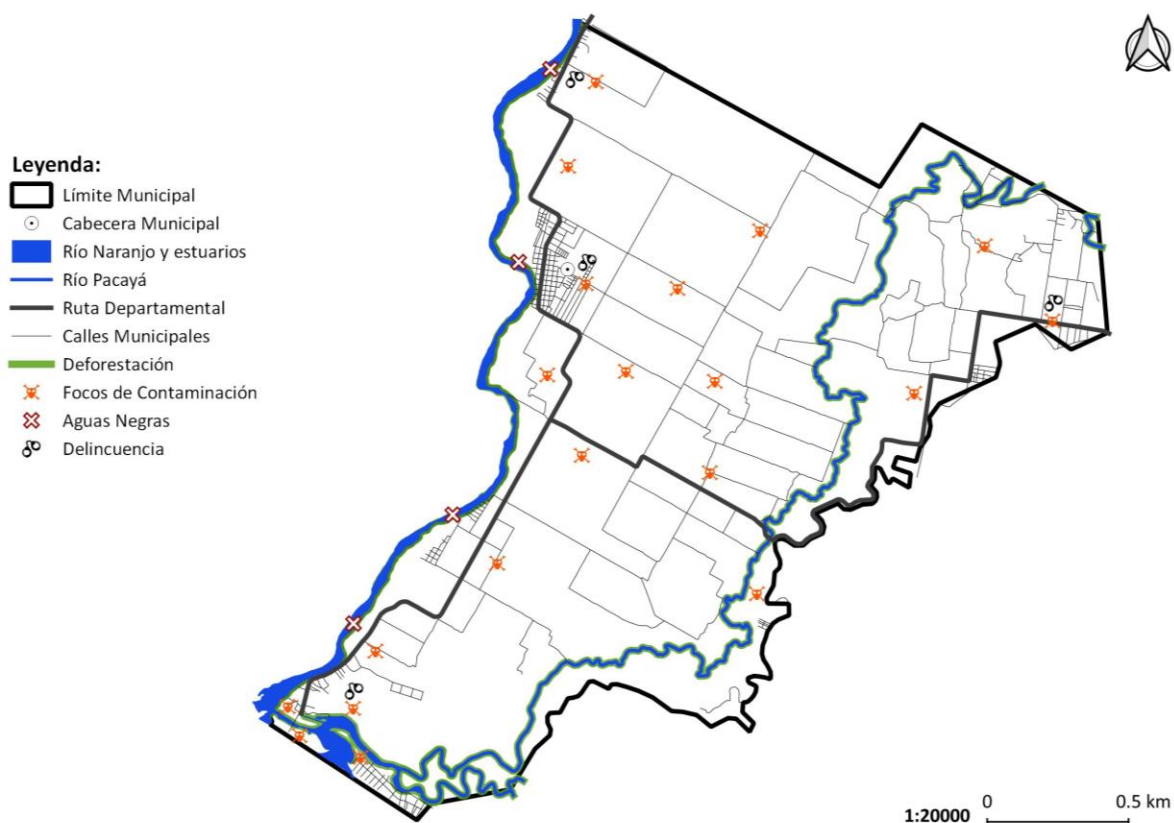 Leyenda:
Límite Municipal
Cabecera Municipal
Río Naranjo y estuarios
Río Pacayá
Ruta Departamental
Calles Municipales
Deforestación
Focos de Contaminación
Aguas Negras
Delincuencia
0 0.5 km
1:20000